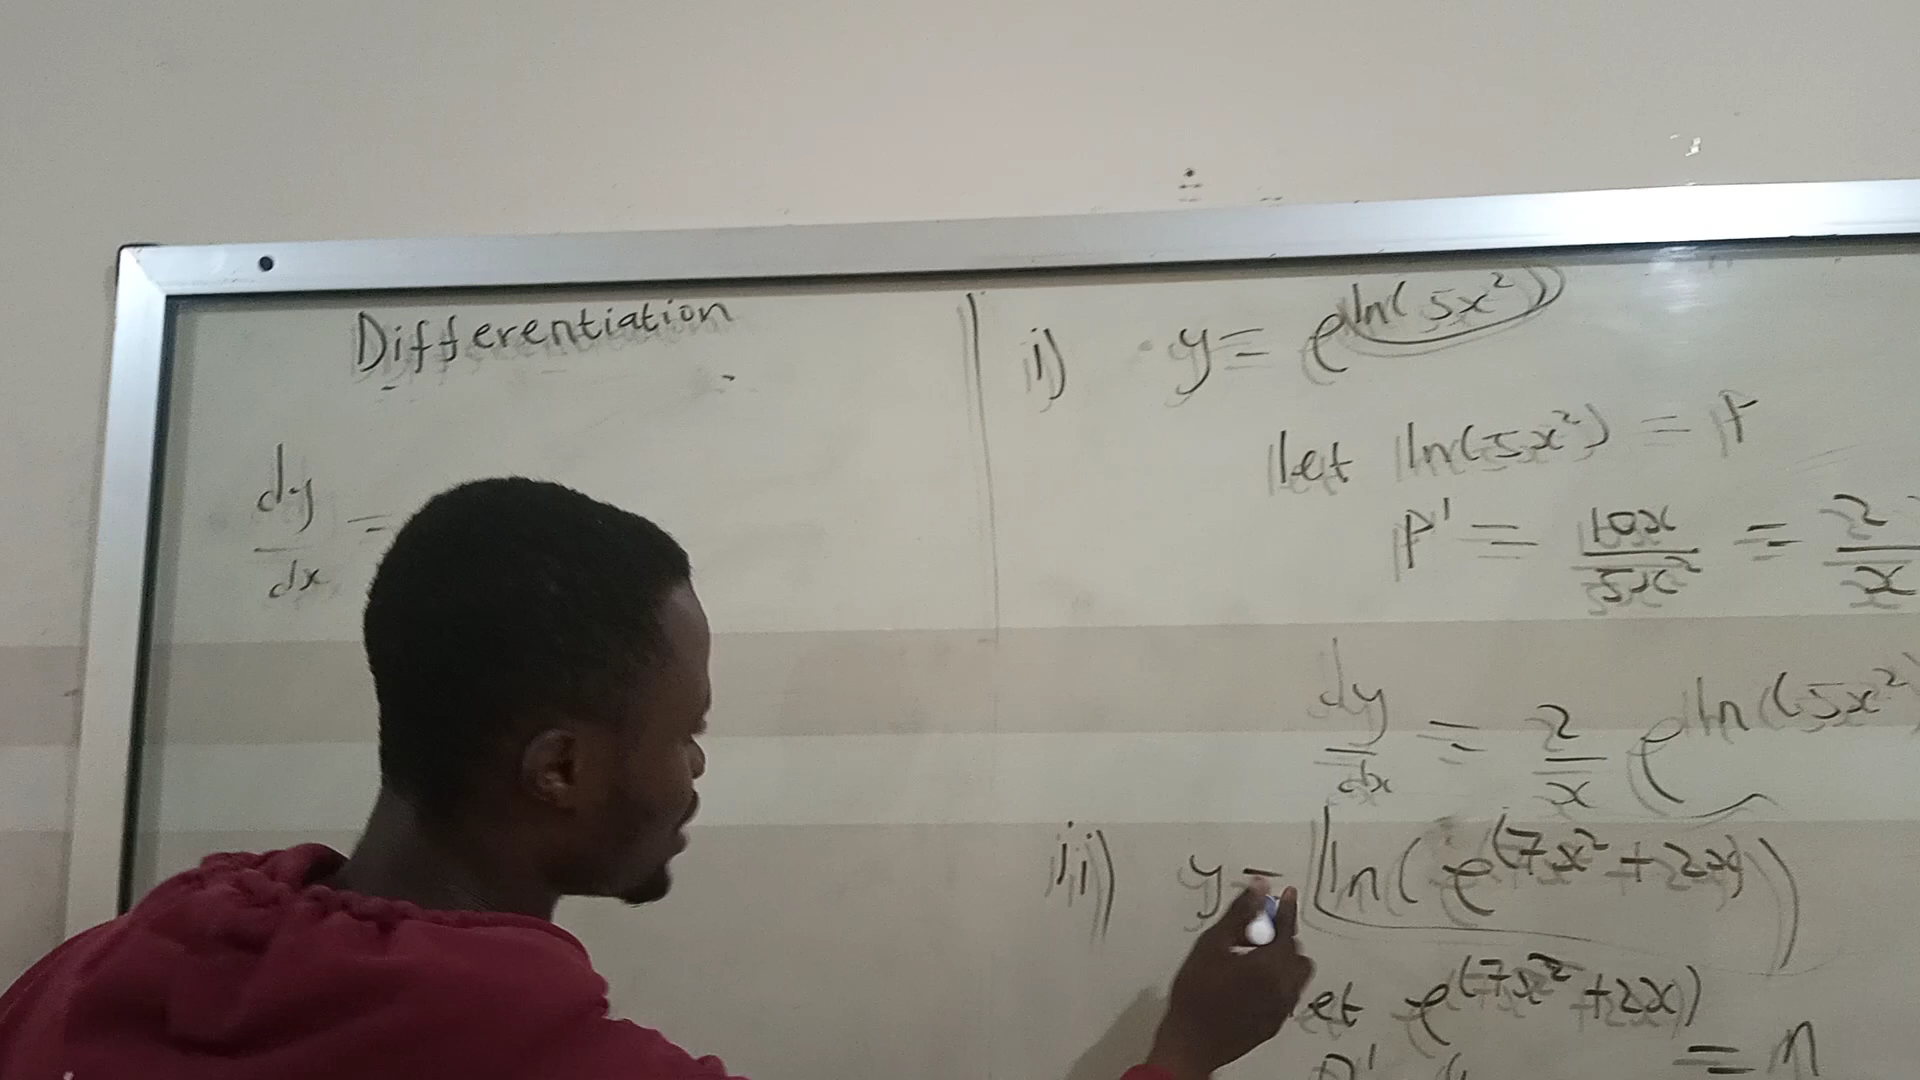 Differentiation
dy/dx =
i) y = e^(ln(5x²))
let ln(5x²) = P
P' = 10x/5x² = 2/x
dy/dx = 2/x e^(ln(5x²)
ii) y = ln(e^(7x²+2x))
let e^(7x²+2x)
= n